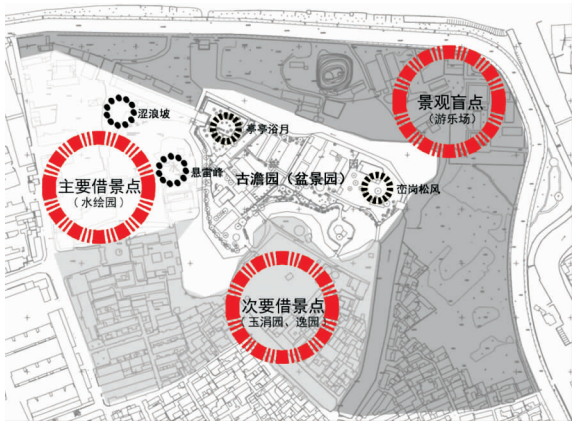 景观盲点
(游乐场)
涩浪坡
亭亭浴月
主要借景点
(水绘园)
悬雷峰
古澹园(盆景园)
峦岗松风
次要借景点
(玉涓园、逸园)